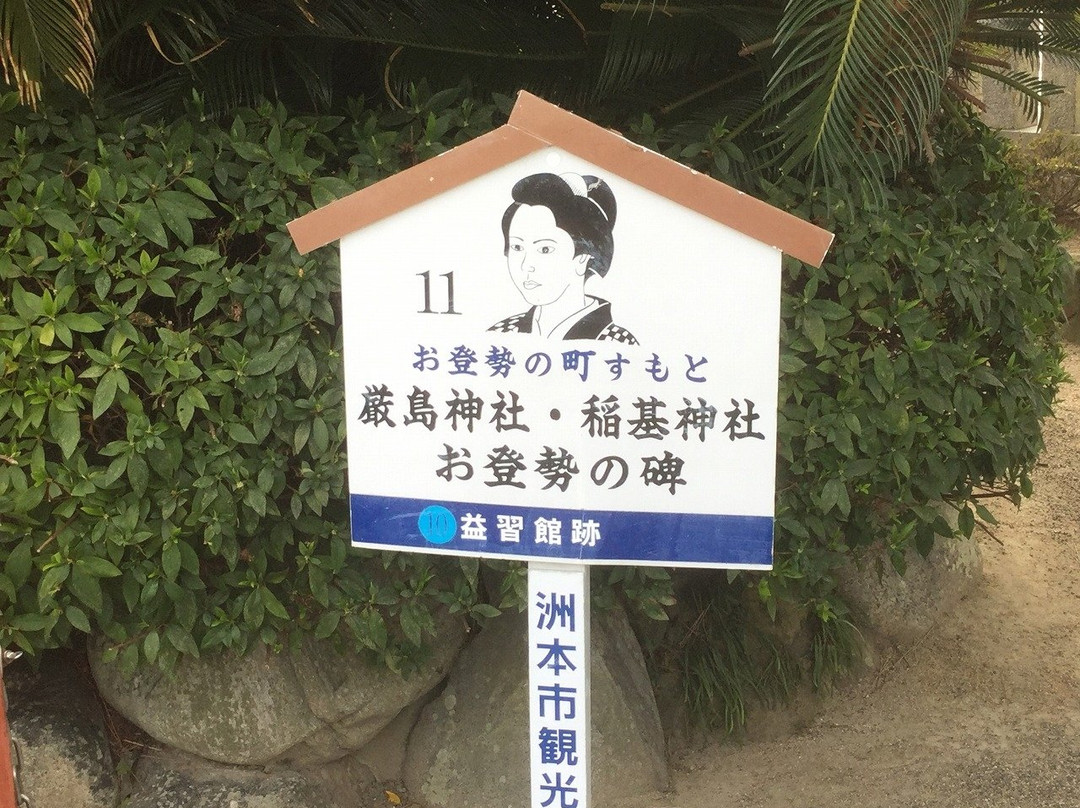 11
お登勢の町すもと
厳島神社・稲基神社
お登勢の碑
10 益習館跡
洲本市観光